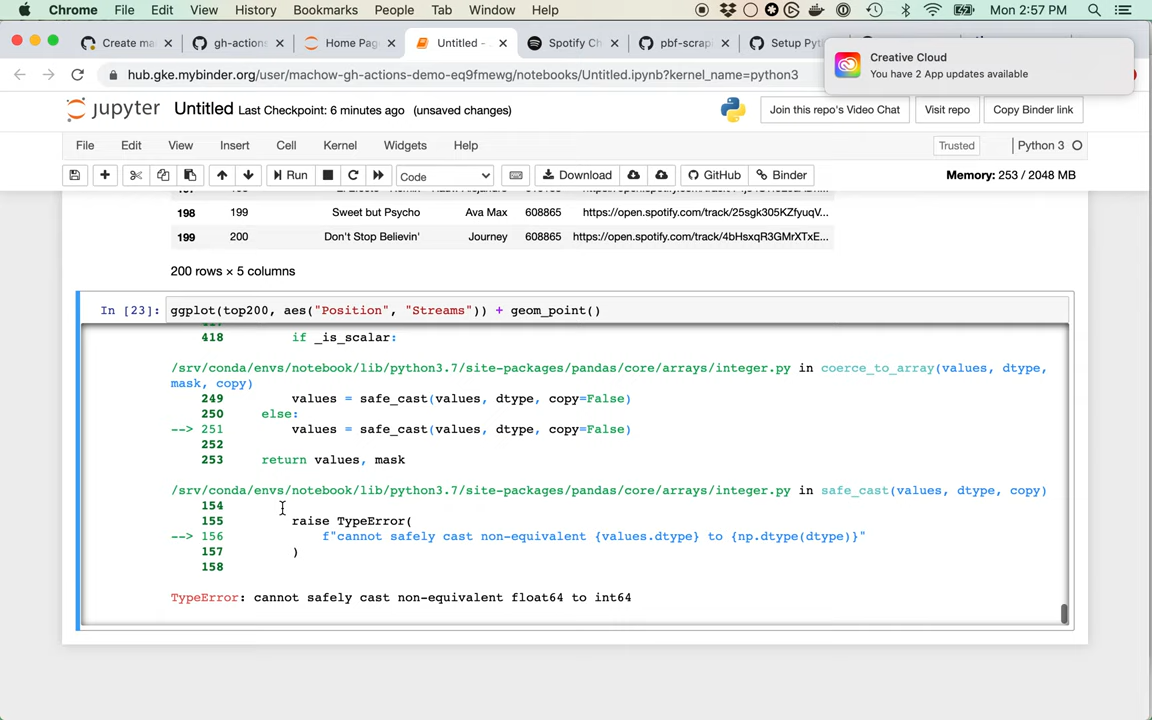 Chrome File Edit View History Bookmarks People Tab Window Help Mon 2:57 PM
Create ma gh-actions Home Pag Untitled - Spotify Ch pbf-scrap Setup Pyt
Creative Cloud
You have 2 App updates available
hub.gke.mybinder.org/user/machow-gh-actions-demo-eq9fmewg/notebooks/Untitled.ipynb?kernel_name=python3
jupyter Untitled Last Checkpoint: 6 minutes ago (unsaved changes)
Join this repo's Video Chat Visit repo Copy Binder link
File Edit View Insert Cell Kernel Widgets Help Trusted Python 3
Run Code Download GitHub Binder Memory: 253 / 2048 MB
198 199 Sweet but Psycho Ava Max 608865 https://open.spotify.com/track/25sgk305KZfyuqV...
199 200 Don't Stop Believin' Journey 608865 https://open.spotify.com/track/4bHsxqR3GMrXTxE...
200 rows × 5 columns
In [23]: ggplot(top200, aes("Position", "Streams")) + geom_point()
418 if _is_scalar:
/srv/conda/envs/notebook/lib/python3.7/site-packages/pandas/core/arrays/integer.py in coerce_to_array(values, dtype,
mask, copy)
249 values = safe_cast(values, dtype, copy=False)
250 else:
--> 251 values = safe_cast(values, dtype, copy=False)
252
253 return values, mask
/srv/conda/envs/notebook/lib/python3.7/site-packages/pandas/core/arrays/integer.py in safe_cast(values, dtype, copy)
154
155 raise TypeError(
--> 156 f"cannot safely cast non-equivalent {values.dtype} to {np.dtype(dtype)}"
157 )
158
TypeError: cannot safely cast non-equivalent float64 to int64